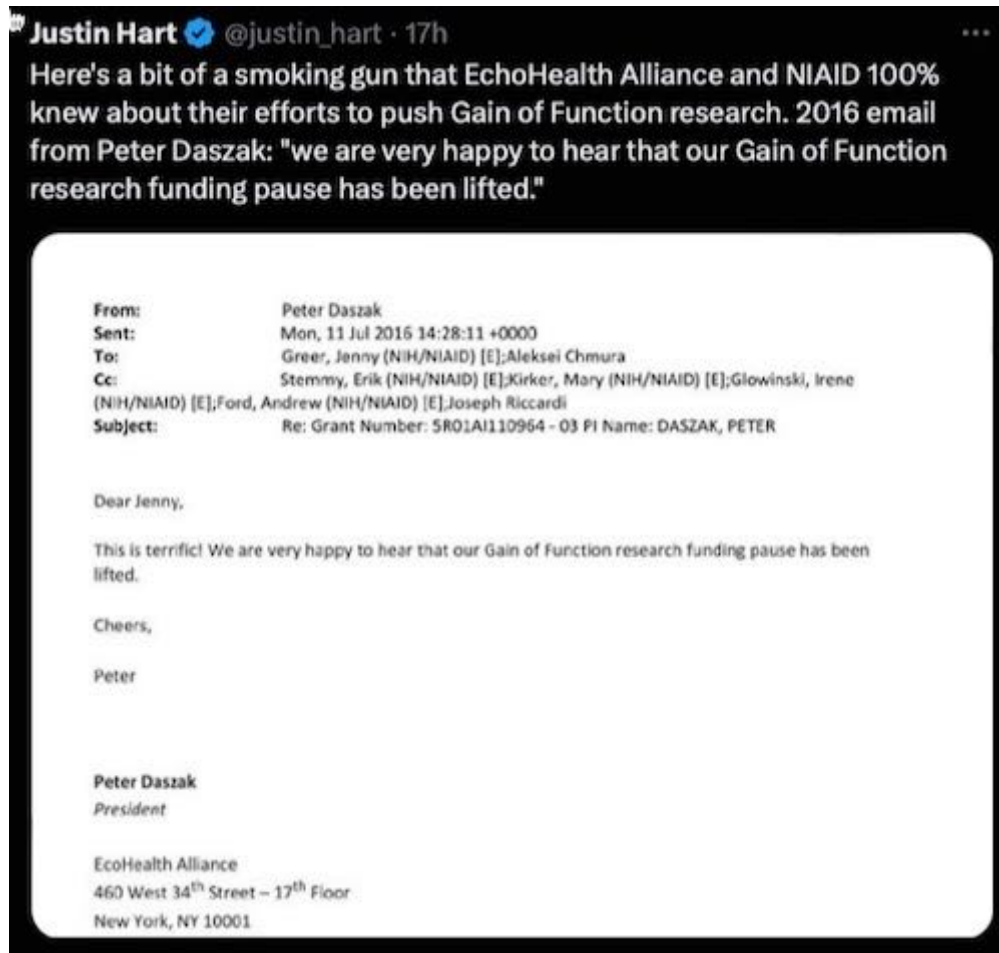 Justin Hart @justin_hart · 17h
Here's a bit of a smoking gun that EchoHealth Alliance and NIAID 100%
knew about their efforts to push Gain of Function research. 2016 email
from Peter Daszak: "we are very happy to hear that our Gain of Function
research funding pause has been lifted."
From: Peter Daszak
Sent: Mon, 11 Jul 2016 14:28:11 +0000
To: Greer, Jenny (NIH/NIAID) [E];Aleksei Chmura
Cc: Stemmy, Erik (NIH/NIAID) [E];Kirker, Mary (NIH/NIAID) [E];Glowinski, Irene
(NIH/NIAID) [E];Ford, Andrew (NIH/NIAID) [E];Joseph Riccardi
Subject: Re: Grant Number: 5R01AI110964 - 03 PI Name: DASZAK, PETER
Dear Jenny,
This is terrific! We are very happy to hear that our Gain of Function research funding pause has been
lifted.
Cheers,
Peter
Peter Daszak
President
EcoHealth Alliance
460 West 34th Street – 17th Floor
New York, NY 10001